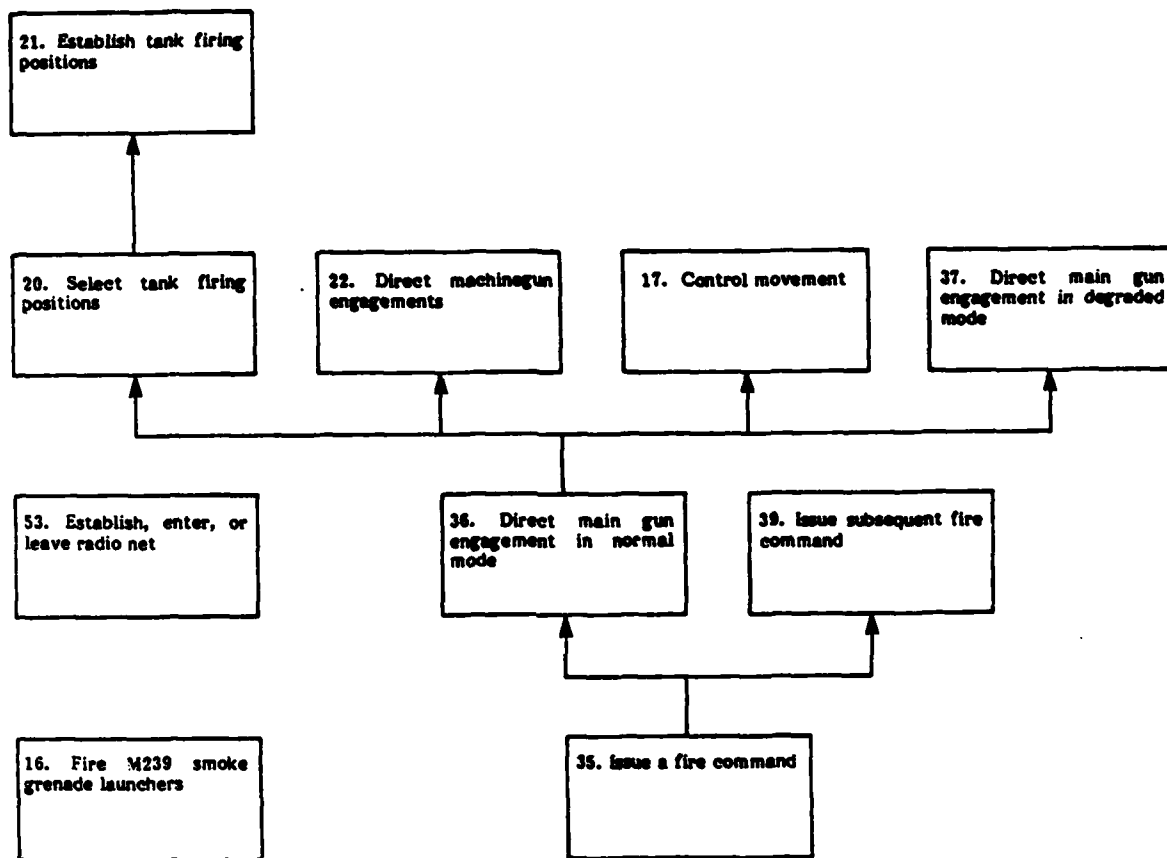 21. Establish tank firing
positions
20. Select tank firing
positions
22. Direct machinegun
engagements
17. Control movement
37. Direct main gun
engagement in degraded
mode
53. Establish, enter, or
leave radio net
36. Direct main gun
engagement in normal
mode
39. Issue subsequent fire
command
16. Fire M239 smoke
grenade launchers
35. Issue a fire command